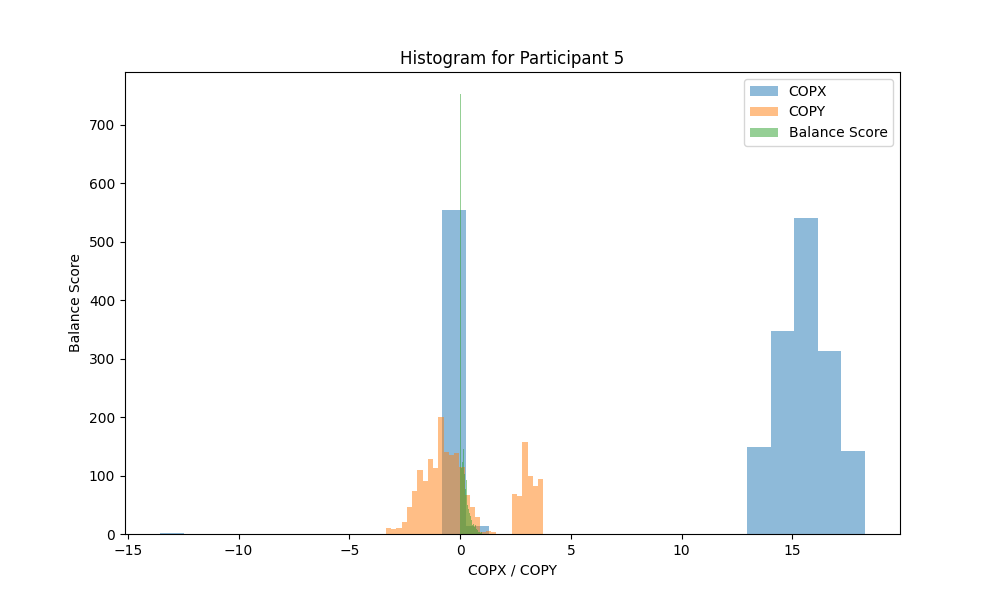 Histogram for Participant 5
COPX
COPY
Balance Score
Balance Score
700
600
500
400
300
200
100
0
−15
−10
−5
0
5
10
15
COPX / COPY